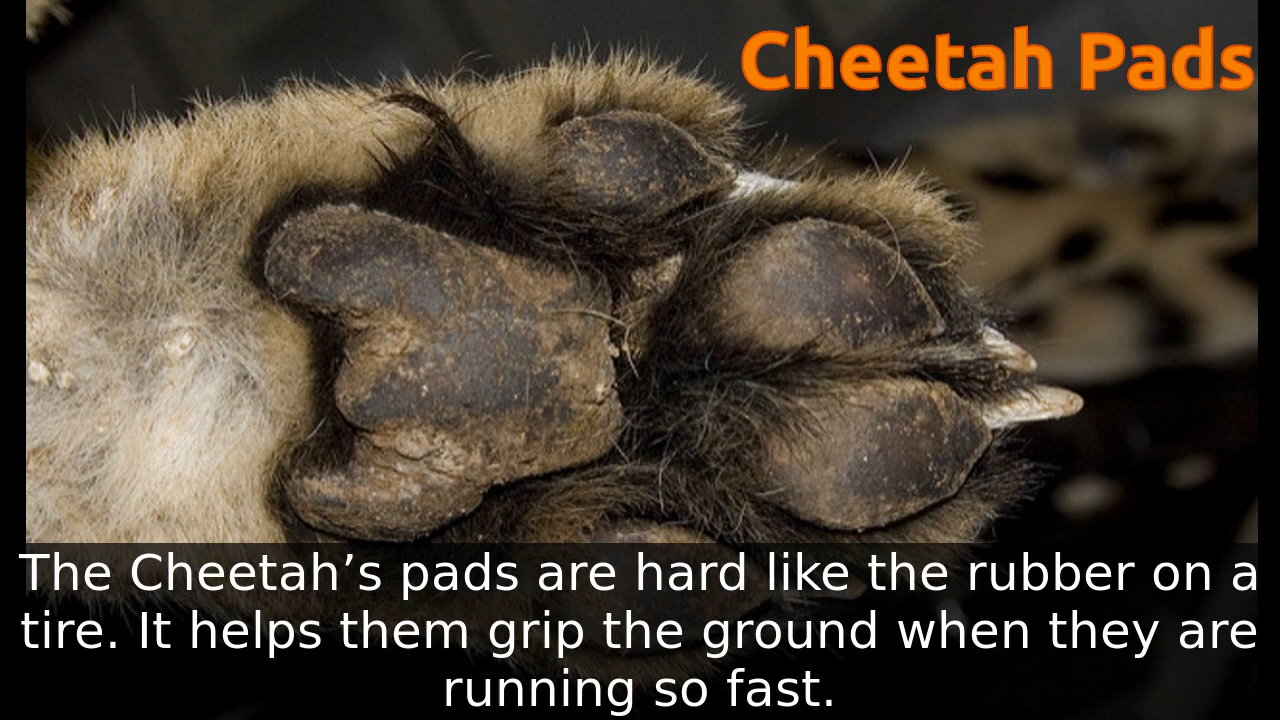 Cheetah Pads
The Cheetah’s pads are hard like the rubber on a
tire. It helps them grip the ground when they are
running so fast.